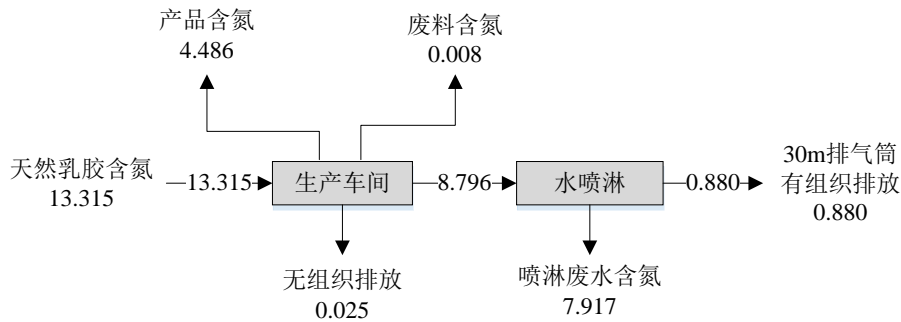 产品含氮
4.486
废料含氮
0.008
天然乳胶含氮
13.315
13.315
生产车间
8.796
水喷淋
0.880
30m排气筒
有组织排放
0.880
无组织排放
0.025
喷淋废水含氮
7.917